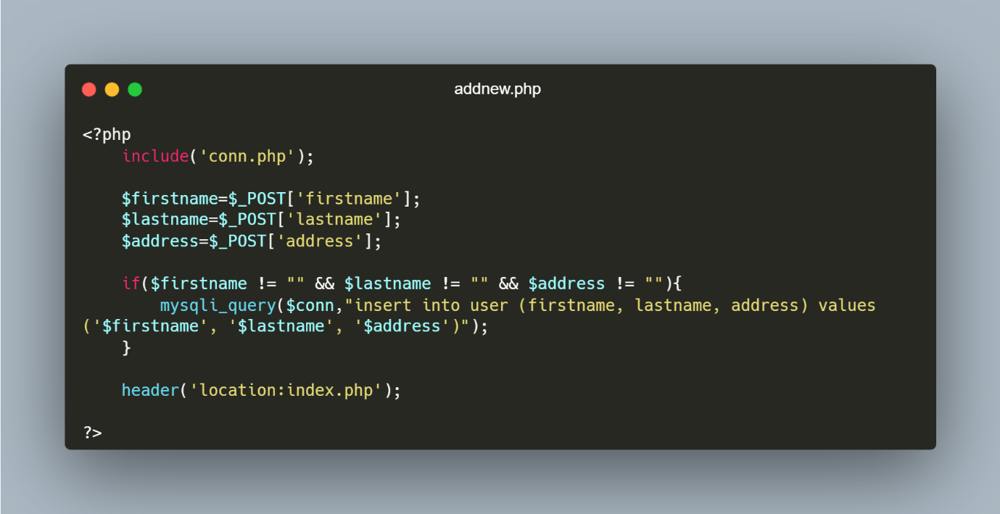 addnew.php
<?php
    include('conn.php');

    $firstname=$_POST['firstname'];
    $lastname=$_POST['lastname'];
    $address=$_POST['address'];

    if($firstname != "" && $lastname != "" && $address != ""){
        mysqli_query($conn,"insert into user (firstname, lastname, address) values
('$firstname', '$lastname', '$address')");
    }

    header('location:index.php');

?>